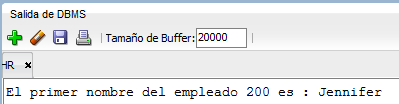 Salida de DBMS
Tamaño de Buffer: 20000
HR
El primer nombre del empleado 200 es : Jennifer